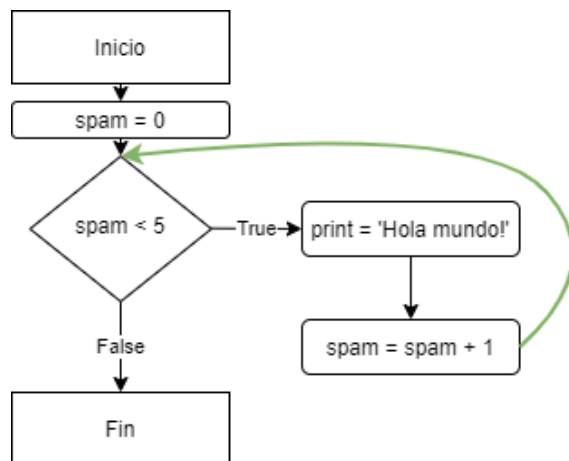 Inicio
spam = 0
spam < 5
True
print = 'Hola mundo!'
spam = spam + 1
False
Fin